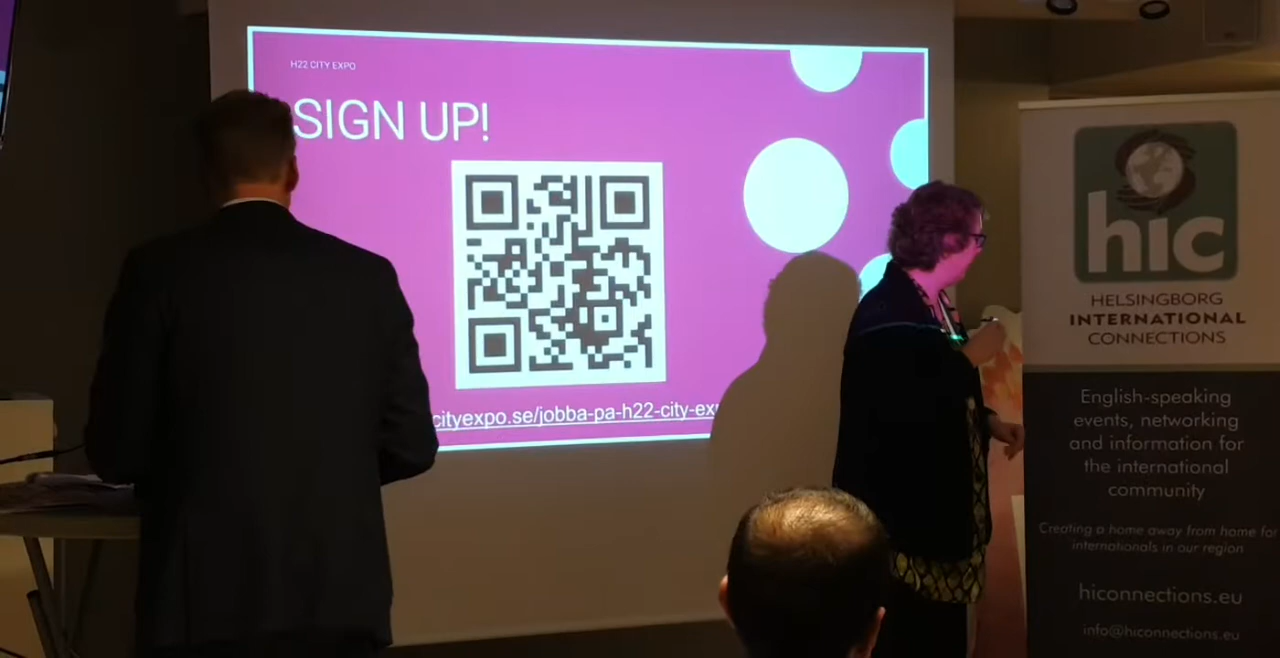 H22 CITY EXPO
SIGN UP!
cityexpo.se/jobba-pa-h22-city-exp
hic
HELSINGBORG
INTERNATIONAL
CONNECTIONS
English-speaking
events, networking
and information for
the international
community
Creating a home away from home for
internationals in our region
hiconnections.eu
info@hiconnections.eu